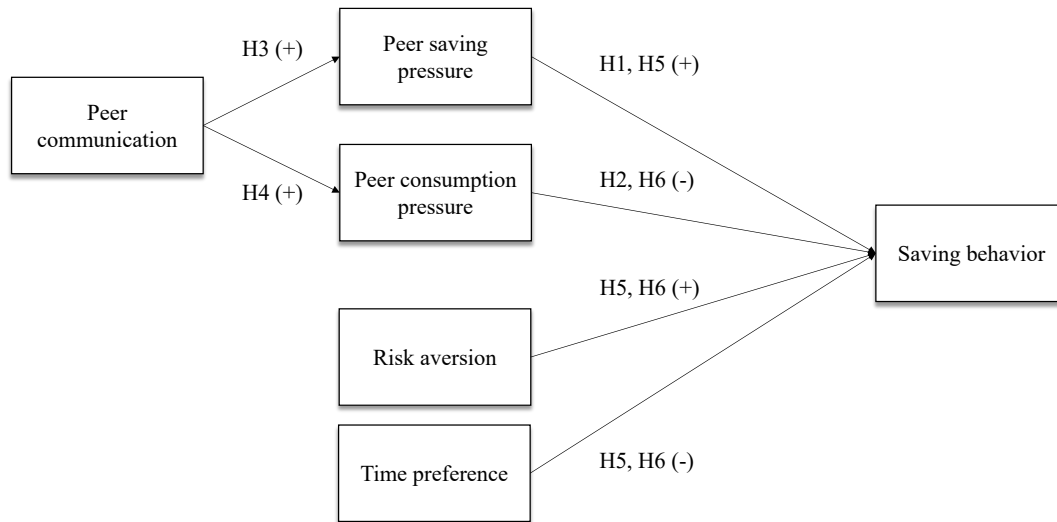 H3 (+)
Peer saving
pressure
H1, H5 (+)
Peer
communication
H4 (+)
Peer consumption
pressure
H2, H6 (-)
Saving behavior
H5, H6 (+)
Risk aversion
Time preference
H5, H6 (-)